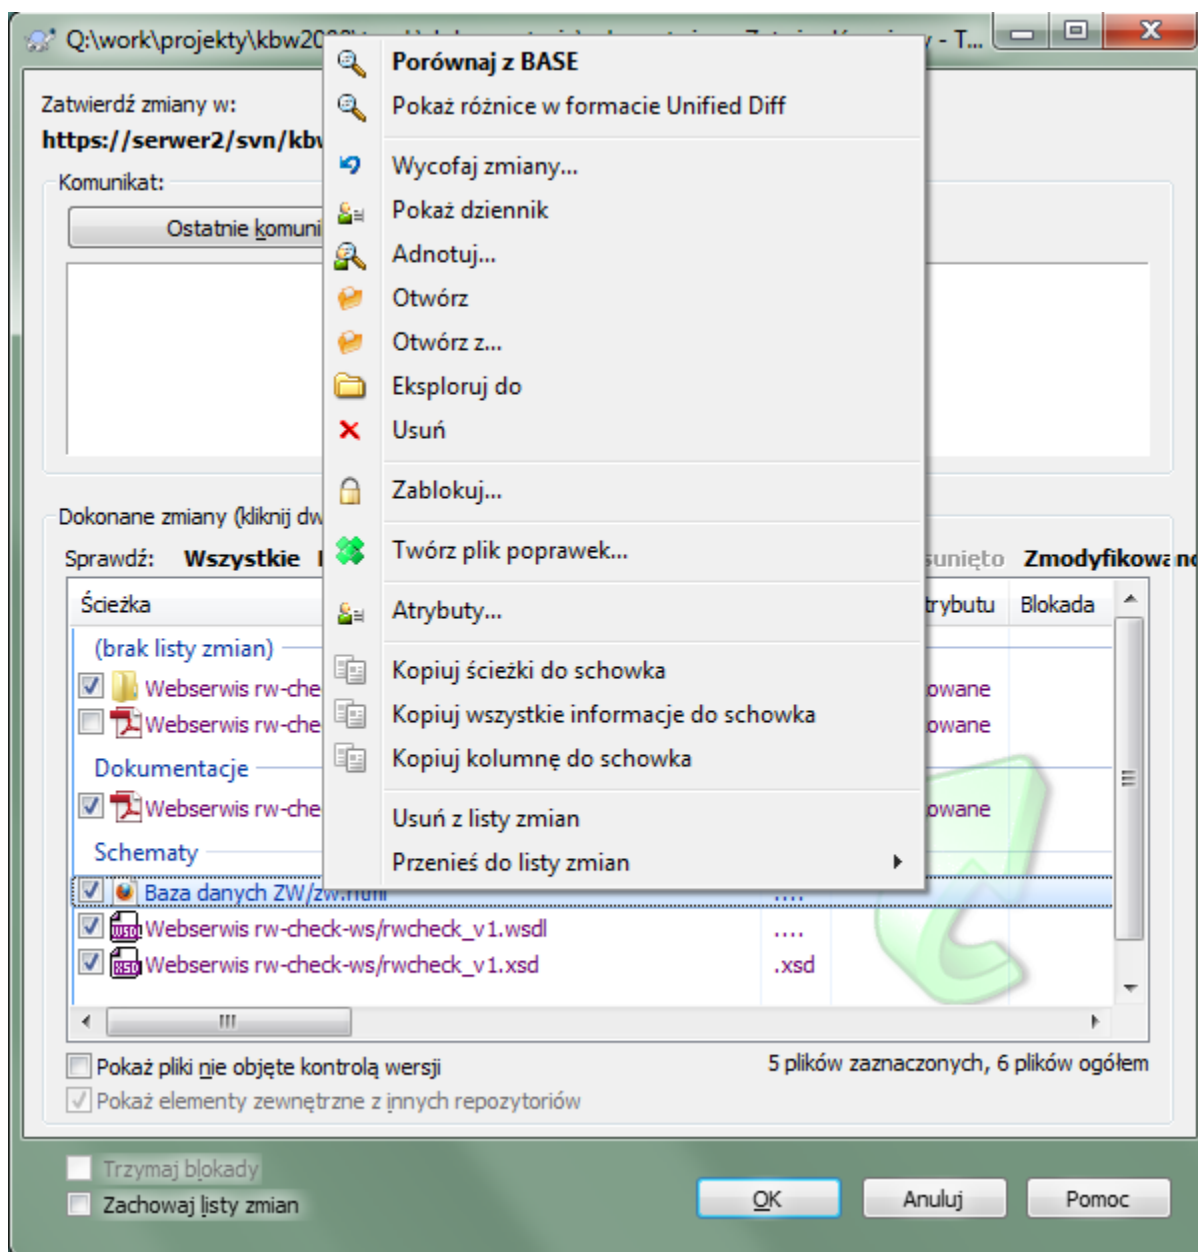 Q:\work\projekty\kbw20 - T...
Porównaj z BASE
Pokaż różnice w formacie Unified Diff
Wycofaj zmiany...
Pokaż dziennik
Adnotuj...
Otwórz
Otwórz z...
Eksploruj do
Usuń
Zablokuj...
Twórz plik poprawek...
Atrybuty...
Kopiuj ścieżki do schowka
Kopiuj wszystkie informacje do schowka
Kopiuj kolumnę do schowka
Usuń z listy zmian
Przenieś do listy zmian
Zatwierdź zmiany w:
https://serwer2/svn/kbw
Komunikat:
Ostatnie komuni
Dokonane zmiany (kliknij dw
Sprawdź: Wszystkie sunięto Zmodyfikowano
Ścieżka trybutu Blokada
(brak listy zmian)
Webserwis rw-che owane
Webserwis rw-che owane
Dokumentacje
Webserwis rw-che owane
Schematy
Baza danych ZW/zw.html ....
Webserwis rw-check-ws/rwcheck_v1.wsdl ....
Webserwis rw-check-ws/rwcheck_v1.xsd .xsd
Pokaż pliki nie objęte kontrolą wersji 5 plików zaznaczonych, 6 plików ogółem
Pokaż elementy zewnętrzne z innych repozytoriów
Trzymaj blokady
Zachowaj listy zmian
OK Anuluj Pomoc